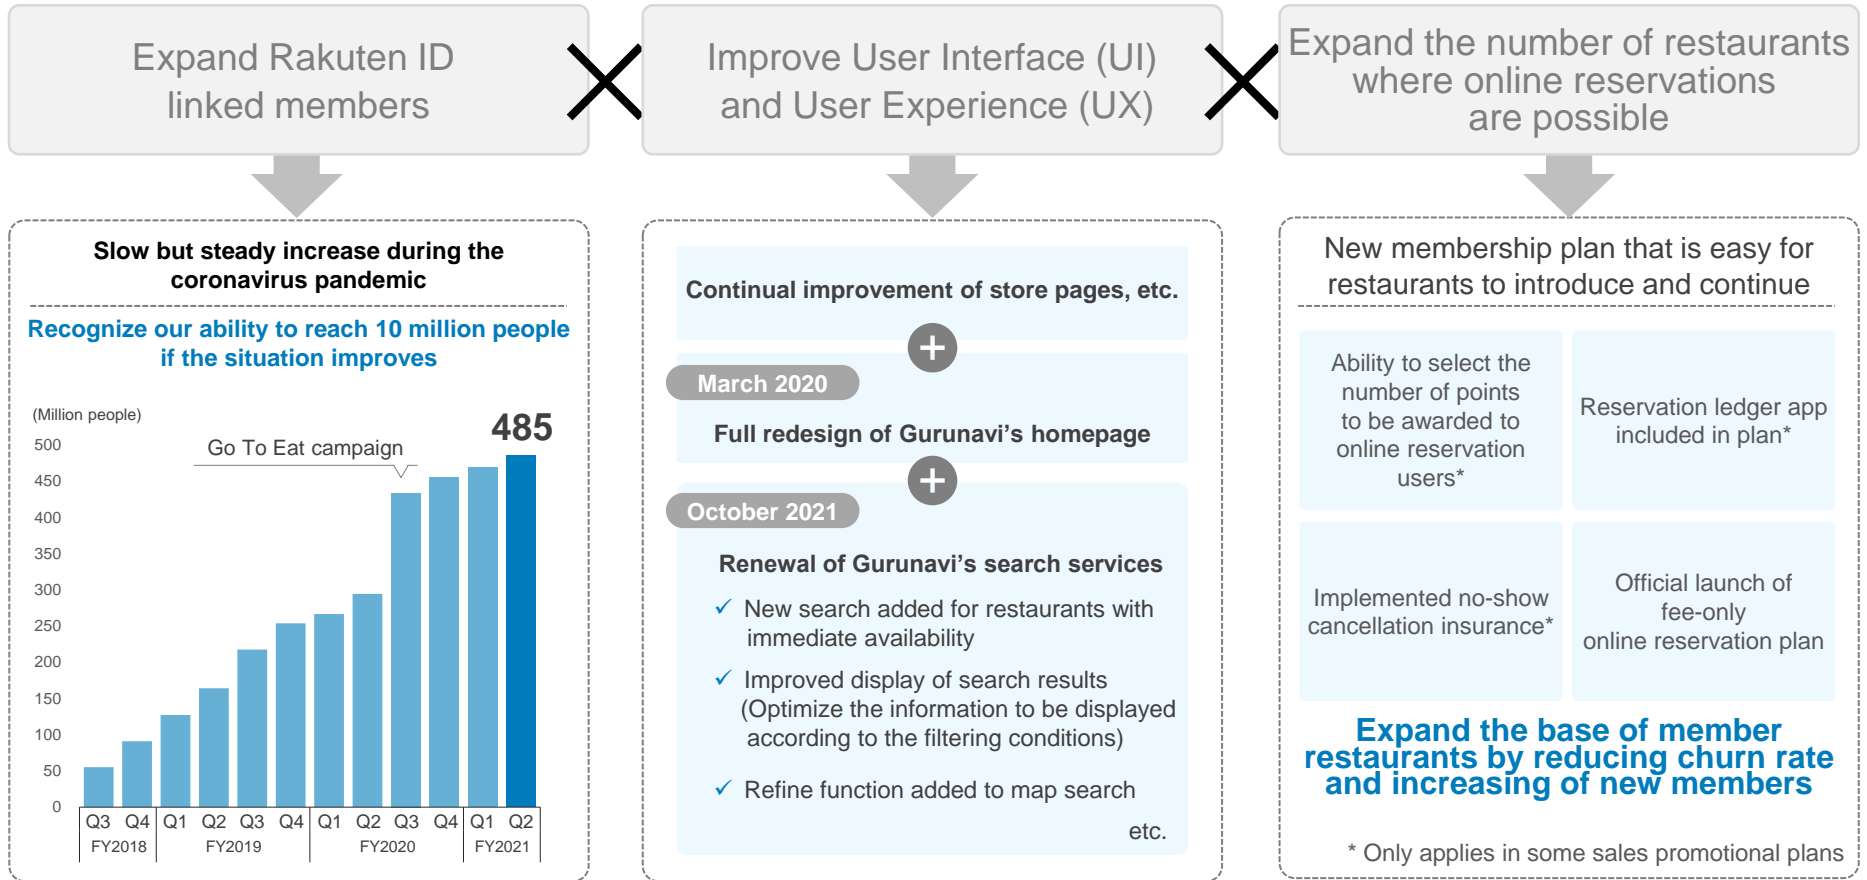 Expand Rakuten ID
linked members
Improve User Interface (UI)
and User Experience (UX)
Expand the number of restaurants
where online reservations
are possible
Slow but steady increase during the
coronavirus pandemic
Recognize our ability to reach 10 million people
if the situation improves
(Million people)
500
450
400
350
300
250
200
150
100
50
0
Go To Eat campaign
485
Q3 Q4 Q1 Q2 Q3 Q4 Q1 Q2 Q3 Q4 Q1 Q2
FY2018 FY2019 FY2020 FY2021
Continual improvement of store pages, etc.
+
March 2020
Full redesign of Gurunavi’s homepage
+
October 2021
Renewal of Gurunavi’s search services
✓ New search added for restaurants with
immediate availability
✓ Improved display of search results
(Optimize the information to be displayed
according to the filtering conditions)
✓ Refine function added to map search
etc.
New membership plan that is easy for
restaurants to introduce and continue
Ability to select the
number of points
to be awarded to
online reservation
users*
Reservation ledger app
included in plan*
Implemented no-show
cancellation insurance*
Official launch of
fee-only
online reservation plan
Expand the base of member
restaurants by reducing churn rate
and increasing of new members
* Only applies in some sales promotional plans